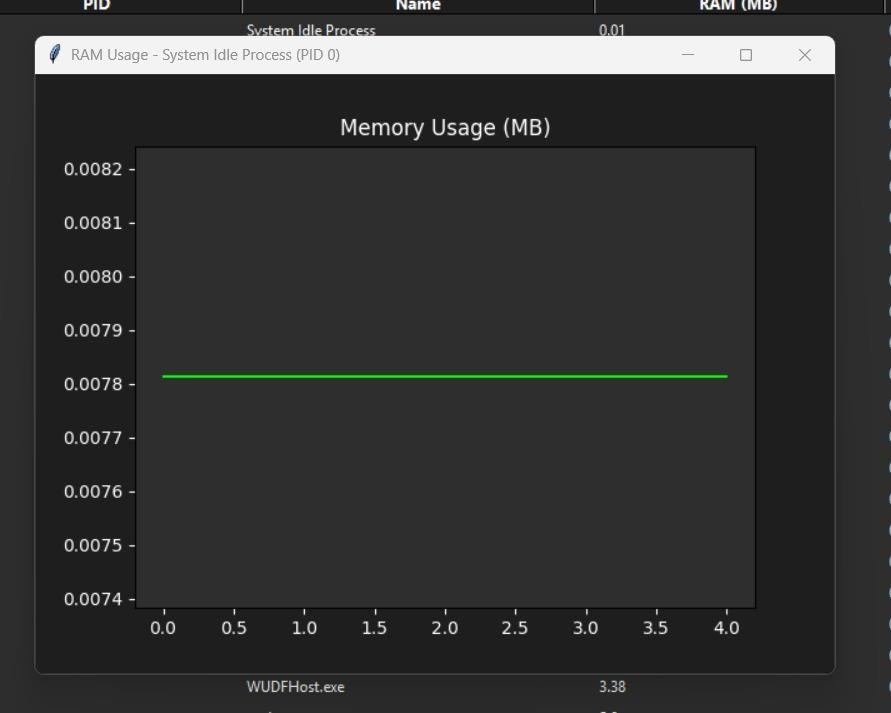 PID Name RAM (MB)
System Idle Process 0.01
RAM Usage - System Idle Process (PID 0)
Memory Usage (MB)
0.0082
0.0081
0.0080
0.0079
0.0078
0.0077
0.0076
0.0075
0.0074
0.0 0.5 1.0 1.5 2.0 2.5 3.0 3.5 4.0
WUDFHost.exe 3.38